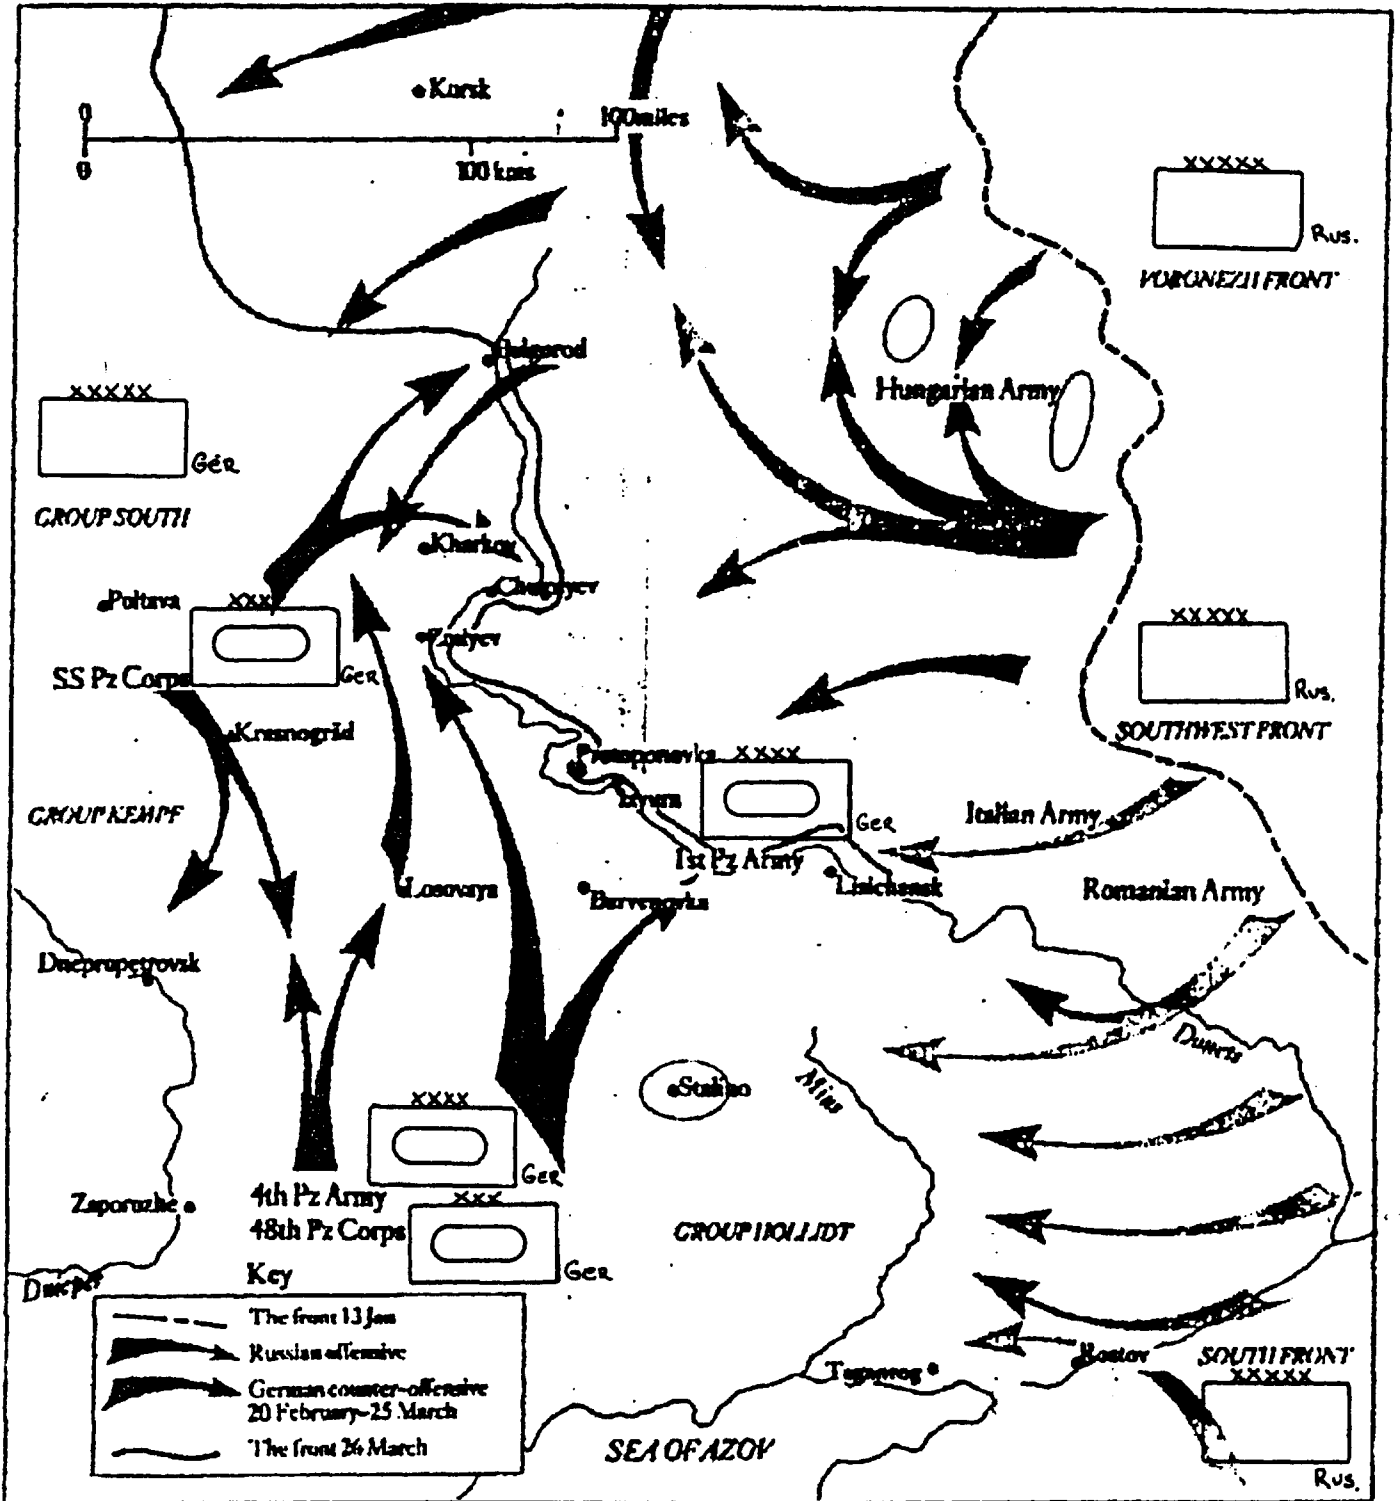 Kursk
0
100miles
0
100 kms
XXXXX
Rus.
VORONEZH FRONT
Belgorod
XXXXX
Ger
GROUP SOUTH
Hungarian Army
Kharkov
Chuguyev
Poltava
XXX
Zmiyev
SS Pz Corps
Ger
XXXXX
Rus.
SOUTHWEST FRONT
Krasnograd
Protoponovka
XXXX
Izyum
Ger
Italian Army
GROUP KEMPF
1st Pz Army
Losovaya
Barvenovka
Lisichansk
Romanian Army
Dnepropetrovsk
Donets
Stalino
Mius
XXXX
Ger
Zaporozhe
4th Pz Army
XXX
48th Pz Corps
Ger
GROUP HOLLIDT
Dnieper
Key
The front 13 Jan
Russian offensive
German counter-offensive
20 February-25 March
The front 26 March
Rostov
SOUTH FRONT
XXXXX
Taganrog
SEA OF AZOV
Rus.